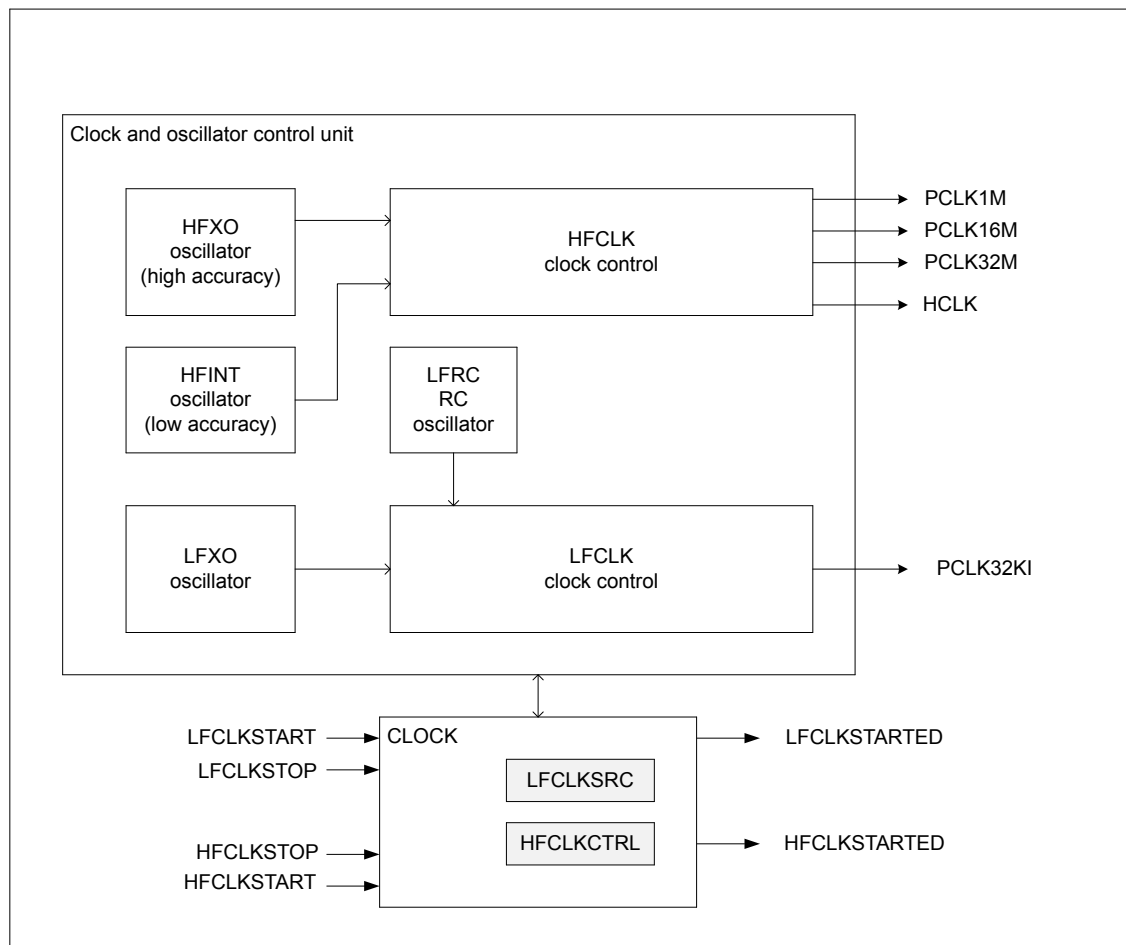 Clock and oscillator control unit
HFXO
oscillator
(high accuracy)
HFCLK
clock control
PCLK1M
PCLK16M
PCLK32M
HCLK
HFINT
oscillator
(low accuracy)
LFRC
RC
oscillator
LFXO
oscillator
LFCLK
clock control
PCLK32KI
LFCLKSTART
LFCLKSTOP
HFCLKSTOP
HFCLKSTART
CLOCK
LFCLKSRC
HFCLKCTRL
LFCLKSTARTED
HFCLKSTARTED